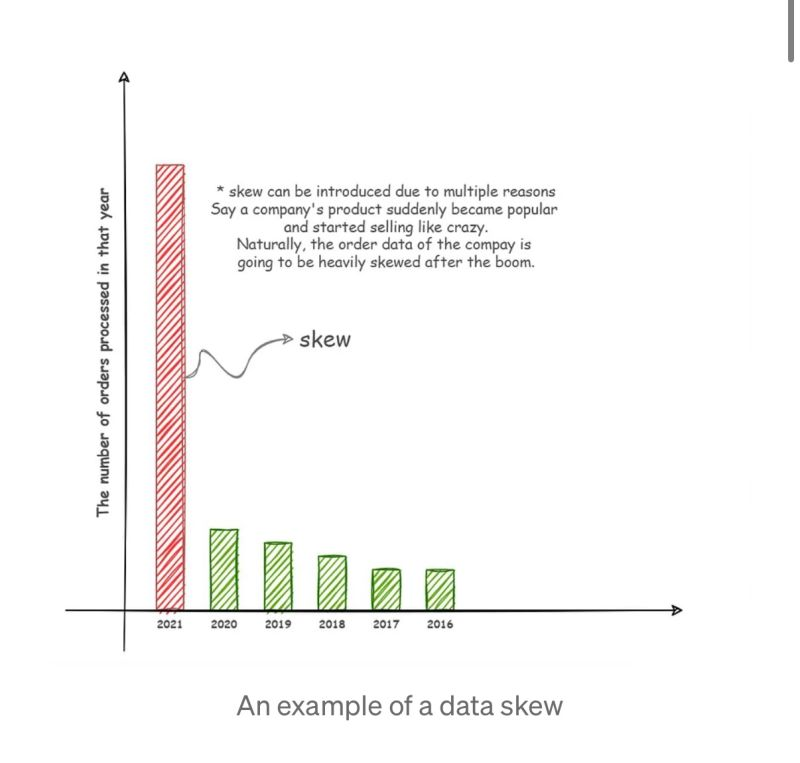 The number of orders processed in that year
* skew can be introduced due to multiple reasons
Say a company's product suddenly became popular
and started selling like crazy.
Naturally, the order data of the compay is
going to be heavily skewed after the boom.
skew
2021 2020 2019 2018 2017 2016
An example of a data skew